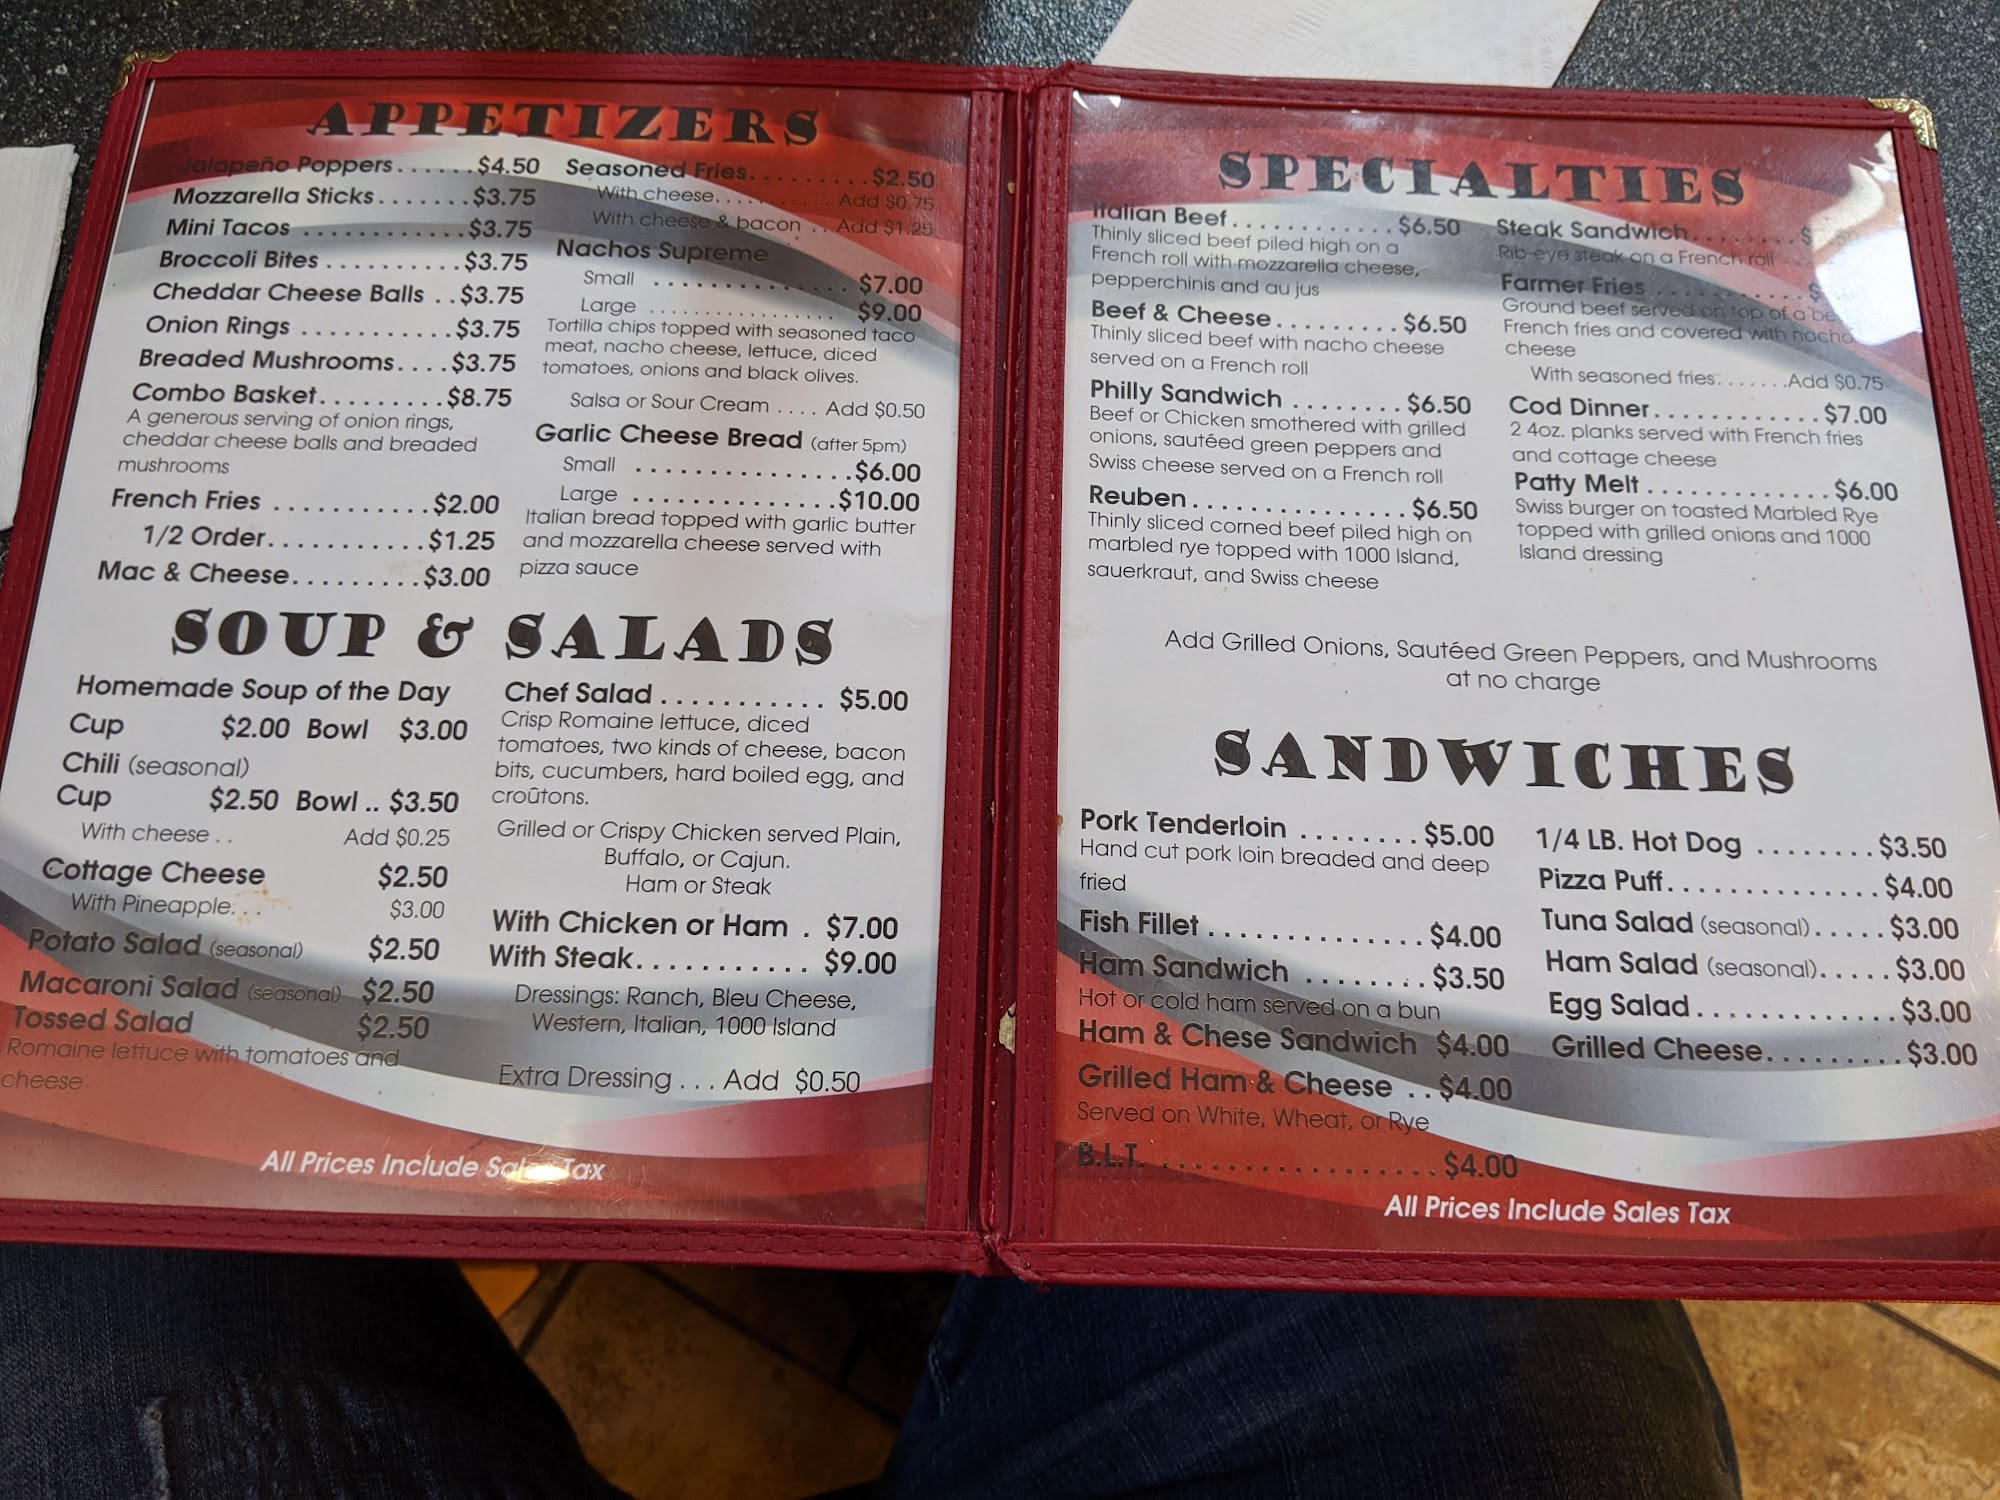 APPETIZERS
Jalapeño Poppers......$4.50
Mozzarella Sticks.......$3.75
Mini Tacos ............$3.75
Broccoli Bites..........$3.75
Cheddar Cheese Balls ..$3.75
Onion Rings ...........$3.75
Breaded Mushrooms....$3.75
Combo Basket.........$8.75
A generous serving of onion rings,
cheddar cheese balls and breaded
mushrooms
French Fries ...........$2.00
1/2 Order...........$1.25
Mac & Cheese.........$3.00
Seasoned Fries.........$2.50
With cheese.........Add $0.75
With cheese & bacon .. Add $1.25
Nachos Supreme
Small ..............$7.00
Large ..............$9.00
Tortilla chips topped with seasoned taco
meat, nacho cheese, lettuce, diced
tomatoes, onions and black olives.
Salsa or Sour Cream .... Add $0.50
Garlic Cheese Bread (after 5pm)
Small ..............$6.00
Large .............$10.00
Italian bread topped with garlic butter
and mozzarella cheese served with
pizza sauce
SOUP & SALADS
Homemade Soup of the Day
Cup $2.00 Bowl $3.00
Chili (seasonal)
Cup $2.50 Bowl .. $3.50
With cheese .. Add $0.25
Cottage Cheese $2.50
With Pineapple... $3.00
Potato Salad (seasonal) $2.50
Macaroni Salad (seasonal) $2.50
Tossed Salad $2.50
Romaine lettuce with tomatoes and
cheese
Chef Salad ........... $5.00
Crisp Romaine lettuce, diced
tomatoes, two kinds of cheese, bacon
bits, cucumbers, hard boiled egg, and
croûtons.
Grilled or Crispy Chicken served Plain,
Buffalo, or Cajun.
Ham or Steak
With Chicken or Ham . $7.00
With Steak........... $9.00
Dressings: Ranch, Bleu Cheese,
Western, Italian, 1000 Island
Extra Dressing ... Add $0.50
All Prices Include Sales Tax
SPECIALTIES
Italian Beef............$6.50
Thinly sliced beef piled high on a
French roll with mozzarella cheese,
pepperchinis and au jus
Beef & Cheese.........$6.50
Thinly sliced beef with nacho cheese
served on a French roll
Philly Sandwich ........$6.50
Beef or Chicken smothered with grilled
onions, sautéed green peppers and
Swiss cheese served on a French roll
Reuben...............$6.50
Thinly sliced corned beef piled high on
marbled rye topped with 1000 Island,
sauerkraut, and Swiss cheese
Steak Sandwich........$
Rib-eye steak on a French roll
Farmer Fries ...........$
Ground beef served on top of a
French fries and covered with nacho
cheese
With seasoned fries.......Add $0.75
Cod Dinner............$7.00
2 4oz. planks served with French fries
and cottage cheese
Patty Melt ............$6.00
Swiss burger on toasted Marbled Rye
topped with grilled onions and 1000
Island dressing
Add Grilled Onions, Sautéed Green Peppers, and Mushrooms
at no charge
SANDWICHES
Pork Tenderloin ........$5.00
Hand cut pork loin breaded and deep
fried
Fish Fillet ..............$4.00
Ham Sandwich ........$3.50
Hot or cold ham served on a bun
Ham & Chese Sandwich $4.00
Grilled Ham & Cheese ..$4.00
Served on White, Wheat, or Rye
B.L.T. ..................$4.00
1/4 LB. Hot Dog ........$3.50
Pizza Puff..............$4.00
Tuna Salad (seasonal).....$3.00
Ham Salad (seasonal).....$3.00
Egg Salad.............$3.00
Grilled Cheese.........$3.00
All Prices Include Sales Tax